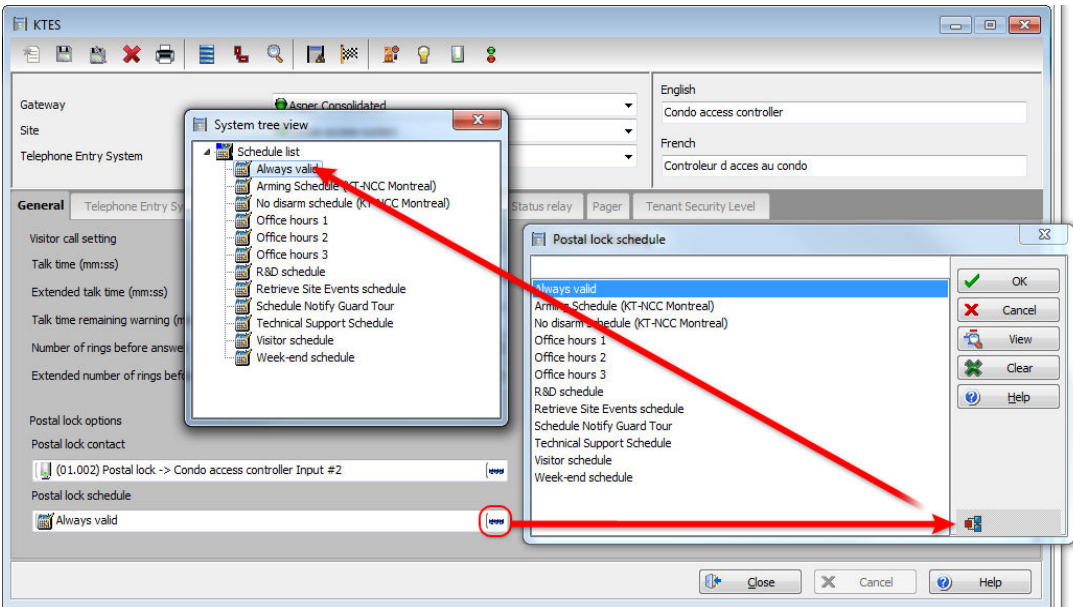 KTES
Gateway
Asper Consolidated
English
Condo access controller
Site
Telephone Entry System
French
Controleur d acces au condo
General
Telephone Entry Sy
Status relay
Pager
Tenant Security Level
Visitor call setting
Talk time (mm:ss)
Extended talk time (mm:ss)
Talk time remaining warning (m
Number of rings before answe
Extended number of rings befo
Postal lock options
Postal lock contact
(01.002) Postal lock -> Condo access controller Input #2
Postal lock schedule
Always valid
System tree view
Schedule list
Always valid
Arming Schedule (KT-NCC Montreal)
No disarm schedule (KT-NCC Montreal)
Office hours 1
Office hours 2
Office hours 3
R&D schedule
Retrieve Site Events schedule
Schedule Notify Guard Tour
Technical Support Schedule
Visitor schedule
Week-end schedule
Postal lock schedule
Always valid
Arming Schedule (KT-NCC Montreal)
No disarm schedule (KT-NCC Montreal)
Office hours 1
Office hours 2
Office hours 3
R&D schedule
Retrieve Site Events schedule
Schedule Notify Guard Tour
Technical Support Schedule
Visitor schedule
Week-end schedule
OK
Cancel
View
Clear
Help
Close
Cancel
Help